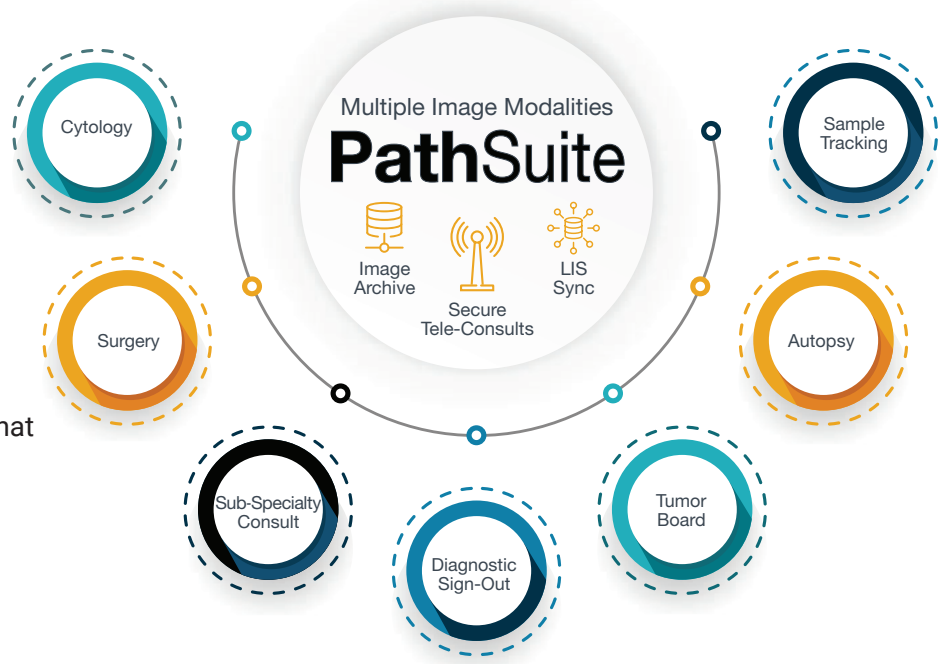 Multiple Image Modalities
PathSuite
Image
Archive
Secure
Tele-Consults
LIS
Sync
Cytology
Surgery
Sub-Specialty
Consult
Diagnostic
Sign-Out
Tumor
Board
Autopsy
Sample
Tracking